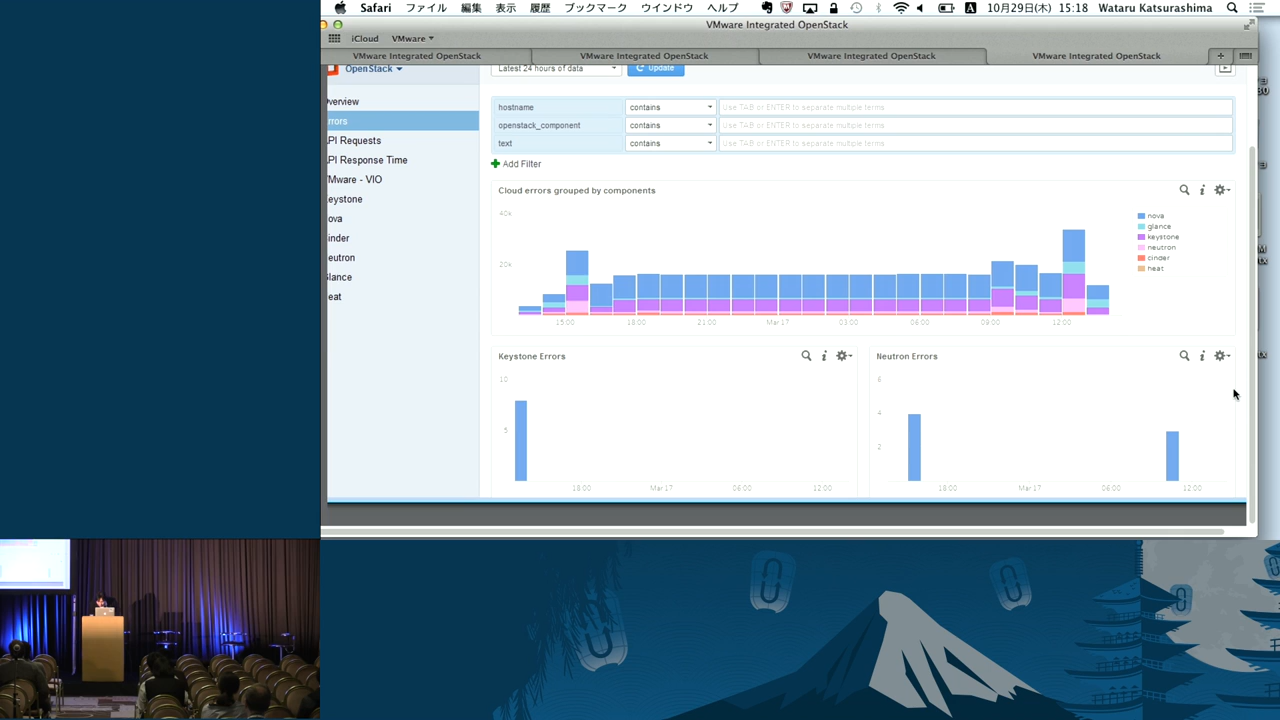 Safari ファイル 編集 表示 履歴 ブックマーク ウインドウ ヘルプ A 10月29日(木) 15:18 Wataru Katsurashima
VMware Integrated OpenStack
iCloud VMware
VMware Integrated OpenStack VMware Integrated OpenStack VMware Integrated OpenStack VMware Integrated OpenStack +
OpenStack
Latest 24 hours of data Update
verview
rrors
PI Requests
PI Response Time
Mware - VIO
eystone
ova
inder
eutron
lance
eat
hostname contains Use TAB or ENTER to separate multiple terms
openstack_component contains Use TAB or ENTER to separate multiple terms
text contains Use TAB or ENTER to separate multiple terms
Add Filter
Cloud errors grouped by components
40k
20k
15:00 18:00 21:00 Mar 17 03:00 06:00 09:00 12:00
nova
glance
keystone
neutron
cinder
heat
Keystone Errors
10
5
18:00 Mar 17 06:00 12:00
Neutron Errors
6
4
2
18:00 Mar 17 06:00 12:00